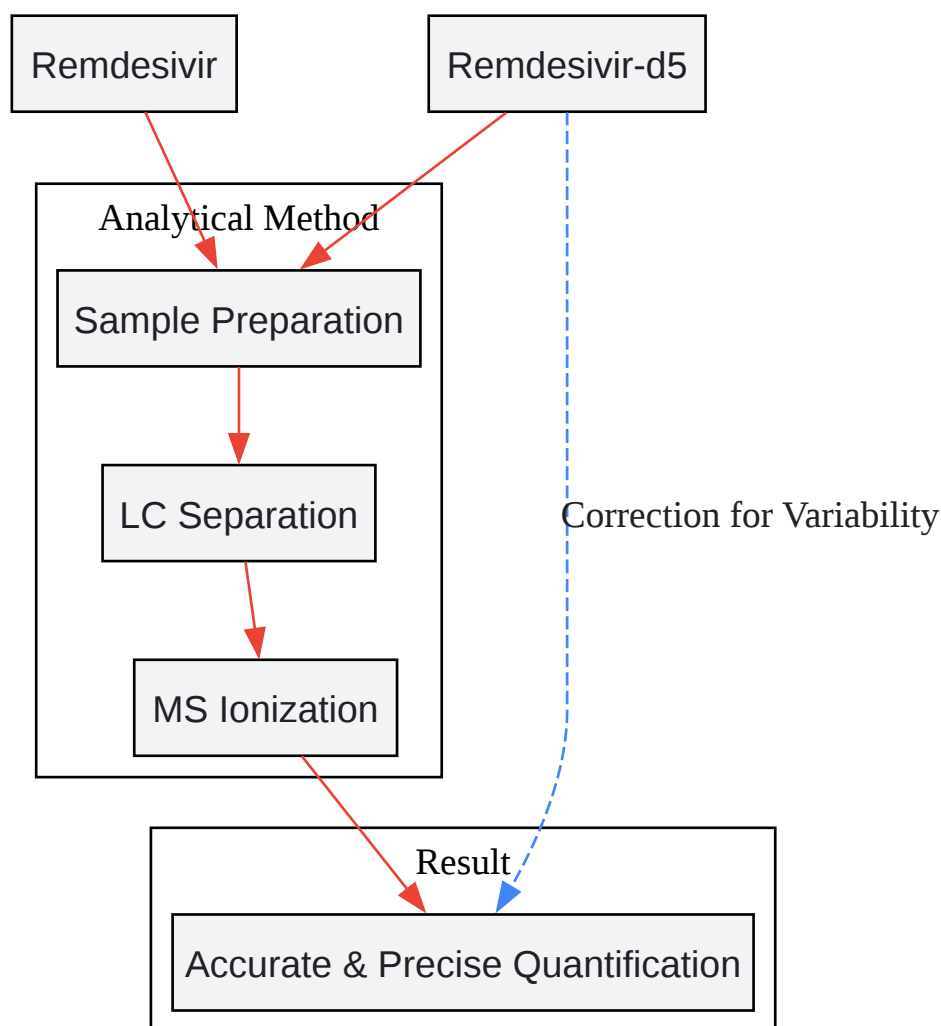 Remdesivir
Remdesivir-d5
Analytical Method
Sample Preparation
LC Separation
Correction for Variability
MS Ionization
Result
Accurate & Precise Quantification